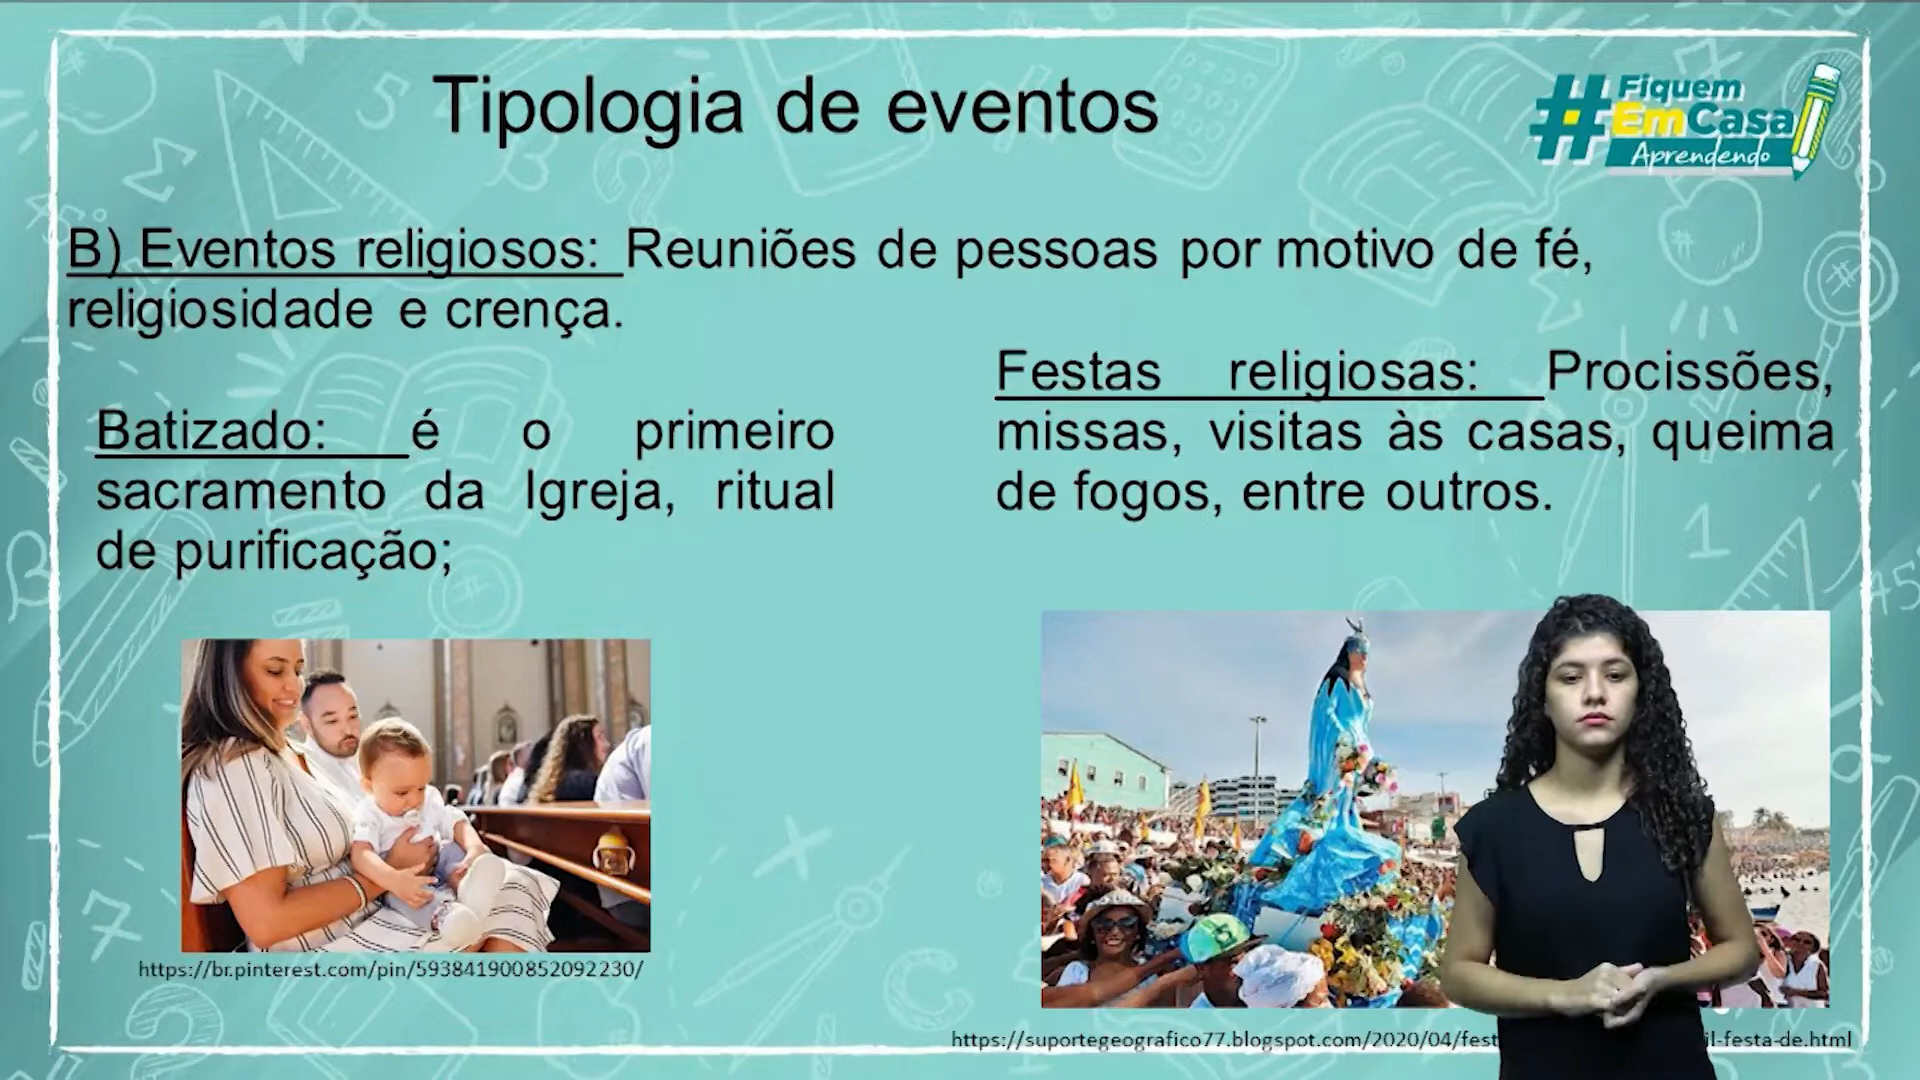 Tipologia de eventos
#Fiquem
EmCasa
Aprendendo
B) Eventos religiosos: Reuniões de pessoas por motivo de fé,
religiosidade e crença.
Batizado: é o primeiro
sacramento da Igreja, ritual
de purificação;
Festas religiosas: Procissões,
missas, visitas às casas, queima
de fogos, entre outros.
https://br.pinterest.com/pin/593841900852092230/
https://suportegeografico77.blogspot.com/2020/04/fest il-festa-de.html